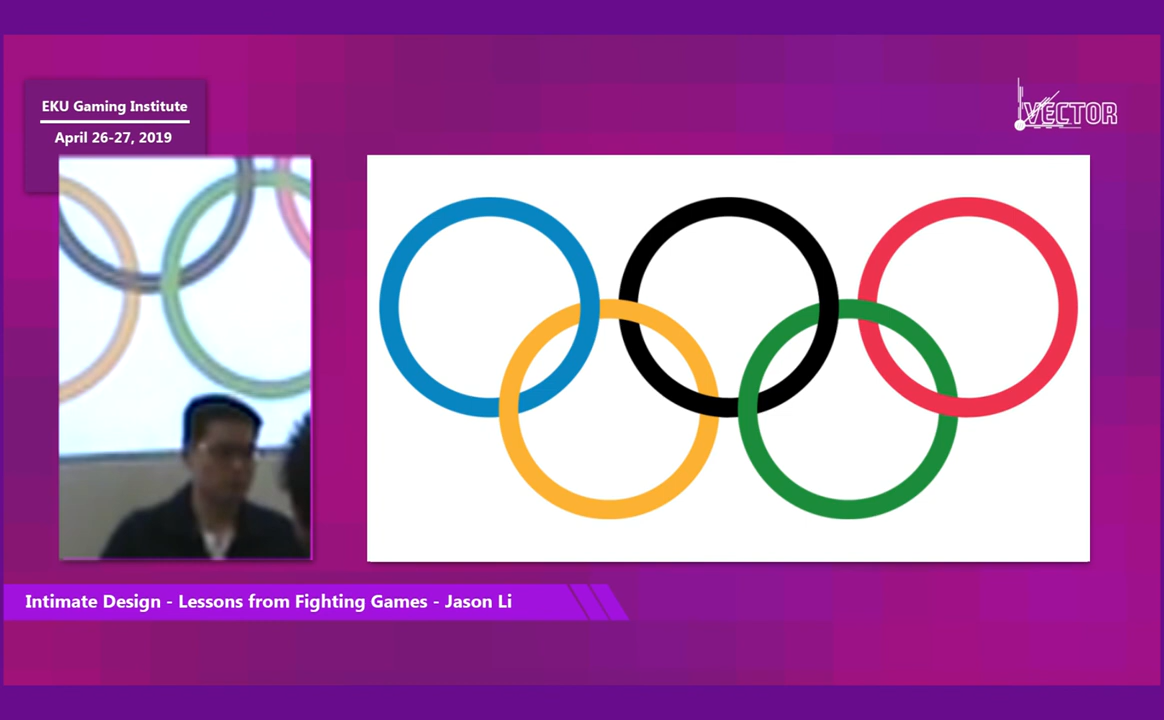 EKU Gaming Institute
April 26-27, 2019
VECTOR
Intimate Design - Lessons from Fighting Games - Jason Li